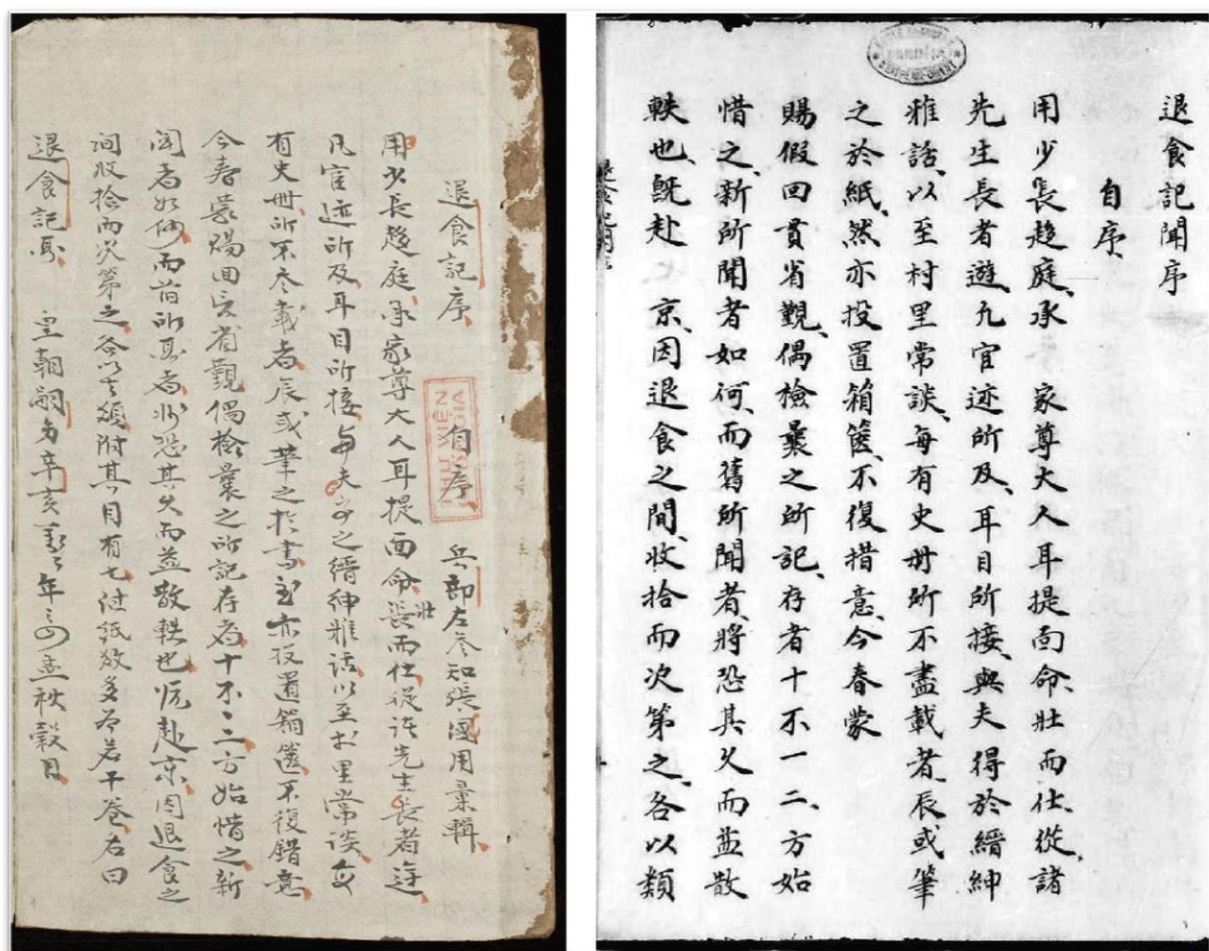 退食記序 自序 兵部左參知張國用彙輯
用少長趨庭承家尊大人耳提面命長而仕從諸先生長者遊
壯
凡宦迹所及耳目所接與夫之縉紳雅話以至村里常談每
有史冊所不盡載者辰或筆之於書亦投置箱篋不復錯意
今春蒙賜回省覲偶檢曩之所記存者十不一二方始惜之新
聞者如何而舊所聞者將恐其久而益散軼也旣赴京因退食之
間收拾而次第之各以類附其目有七付紙数多若干卷名曰
退食記聞 皇朝嗣德辛亥年孟秋穀日
THƯ VIỆN
退食記聞序
自序
用少長趨庭承 家尊大人耳提面命壯而仕從諸
先生長者遊凡宦迹所及耳目所接與夫得於縉紳
雅話以至村里常談每有史冊所不盡載者辰或筆
之於紙然亦投置箱篋不復措意今春蒙
賜假回貫省覲偶檢曩之所記存者十不一二方始
惜之新所聞者如何而舊所聞者將恐其久而益散
軼也旣赴 京因退食之間收拾而次第之各以類